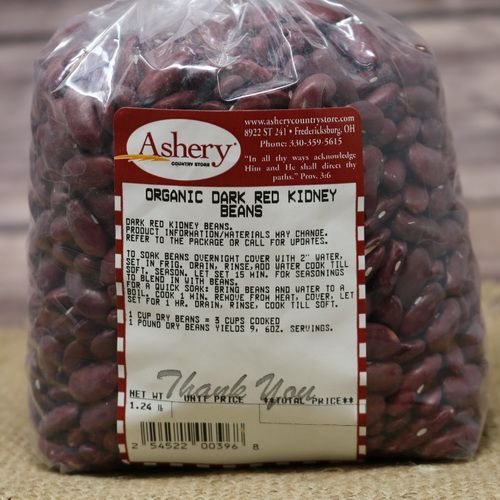 Ashery
COUNTRY STORE
www.asherycountrystore.com
8922 ST 241 • Fredericksburg, OH
Phone: 330-359-5615
"In all thy ways acknowledge
Him and He shall direct thy
paths." Prov. 3:6
ORGANIC DARK RED KIDNEY
BEANS
DARK RED KIDNEY BEANS.
PRODUCT INFORMATION/MATERIALS MAY CHANGE.
REFER TO THE PACKAGE OR CALL FOR UPDATES.
TO SOAK BEANS OVERNIGHT COVER WITH 2" WATER,
SET IN FRIG. DRAIN, RINSE,ADD WATER COOK TILL
SOFT. SEASON. LET SET 15 MIN. FOR SEASONINGS
TO BLEND IN WITH BEANS.
FOR A QUICK SOAK: BRING BEANS AND WATER TO A
BOIL. COOK 1 MIN. REMOVE FROM HEAT, COVER, LET
SET FOR 1 HR. DRAIN, RINSE, COOK TILL SOFT.
1 CUP DRY BEANS = 3 CUPS COOKED
1 POUND DRY BEANS YIELDS 9, 6OZ. SERVINGS.
Thank You
NET WT UNIT PRICE **TOTAL PRICE**
1.24 lb
2 54522 00396 8